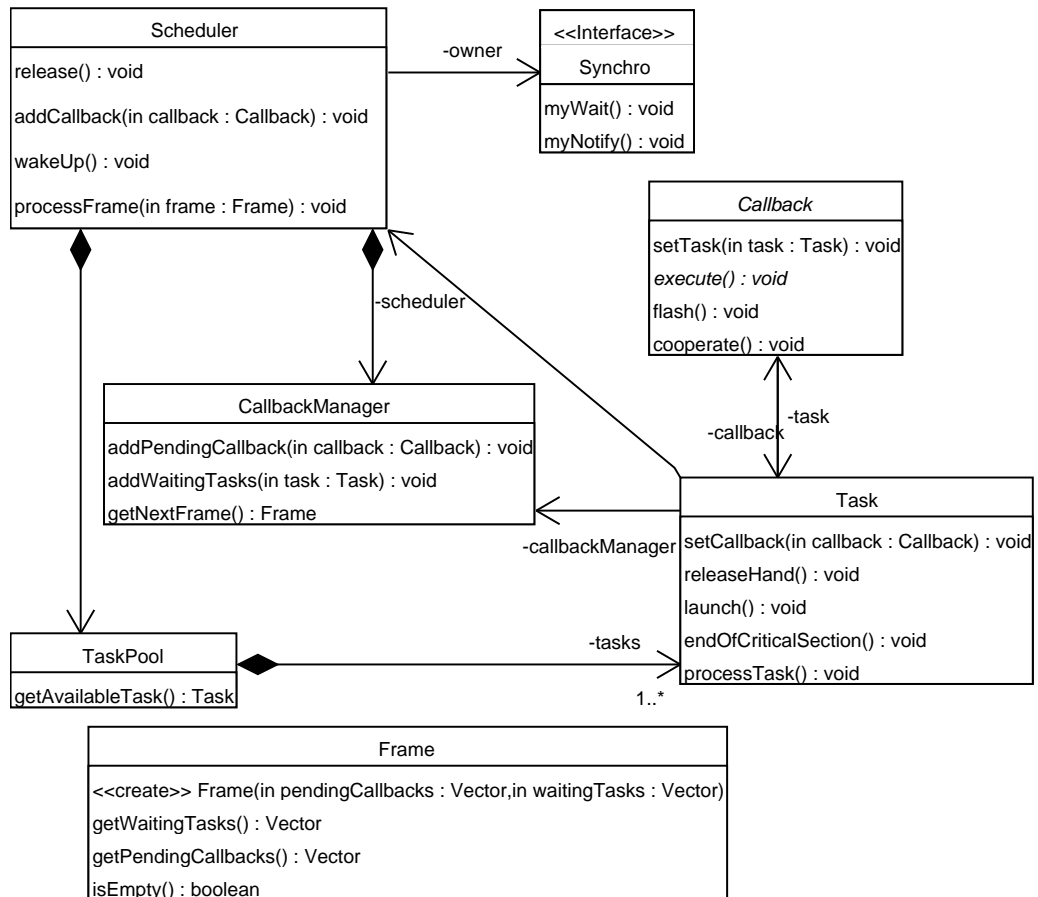 Scheduler
release() : void
addCallback(in callback : Callback) : void
wakeUp() : void
processFrame(in frame : Frame) : void
-owner
<<Interface>>
Synchro
myWait() : void
myNotify() : void
Callback
setTask(in task : Task) : void
execute() : void
flash() : void
cooperate() : void
-scheduler
-task
-callback
CallbackManager
addPendingCallback(in callback : Callback) : void
addWaitingTasks(in task : Task) : void
getNextFrame() : Frame
-callbackManager
Task
setCallback(in callback : Callback) : void
releaseHand() : void
launch() : void
endOfCriticalSection() : void
processTask() : void
TaskPool
getAvailableTask() : Task
-tasks
1..*
Frame
<<create>> Frame(in pendingCallbacks : Vector,in waitingTasks : Vector)
getWaitingTasks() : Vector
getPendingCallbacks() : Vector
isEmpty() : boolean